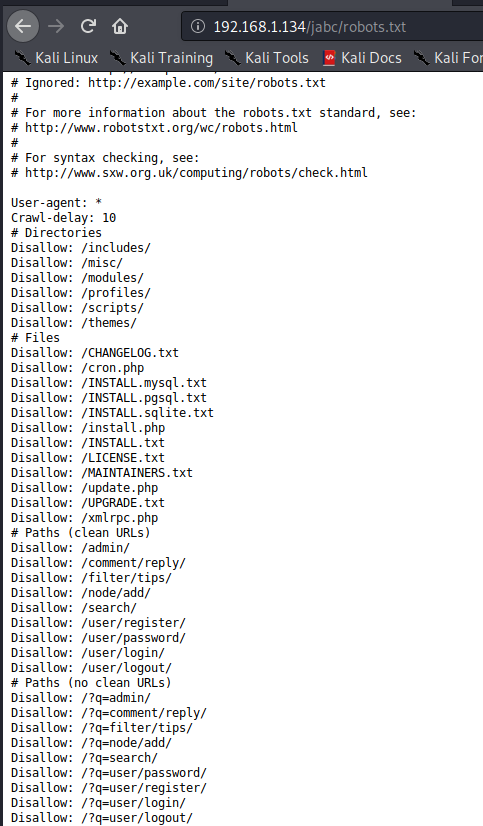 192.168.1.134/jabc/robots.txt
Kali Linux Kali Training Kali Tools Kali Docs Kali For
# Ignored: http://example.com/site/robots.txt
#
# For more information about the robots.txt standard, see:
# http://www.robotstxt.org/wc/robots.html
#
# For syntax checking, see:
# http://www.sxw.org.uk/computing/robots/check.html
User-agent: *
Crawl-delay: 10
# Directories
Disallow: /includes/
Disallow: /misc/
Disallow: /modules/
Disallow: /profiles/
Disallow: /scripts/
Disallow: /themes/
# Files
Disallow: /CHANGELOG.txt
Disallow: /cron.php
Disallow: /INSTALL.mysql.txt
Disallow: /INSTALL.pgsql.txt
Disallow: /INSTALL.sqlite.txt
Disallow: /install.php
Disallow: /INSTALL.txt
Disallow: /LICENSE.txt
Disallow: /MAINTAINERS.txt
Disallow: /update.php
Disallow: /UPGRADE.txt
Disallow: /xmlrpc.php
# Paths (clean URLs)
Disallow: /admin/
Disallow: /comment/reply/
Disallow: /filter/tips/
Disallow: /node/add/
Disallow: /search/
Disallow: /user/register/
Disallow: /user/password/
Disallow: /user/login/
Disallow: /user/logout/
# Paths (no clean URLs)
Disallow: /?q=admin/
Disallow: /?q=comment/reply/
Disallow: /?q=filter/tips/
Disallow: /?q=node/add/
Disallow: /?q=search/
Disallow: /?q=user/password/
Disallow: /?q=user/register/
Disallow: /?q=user/login/
Disallow: /?q=user/logout/